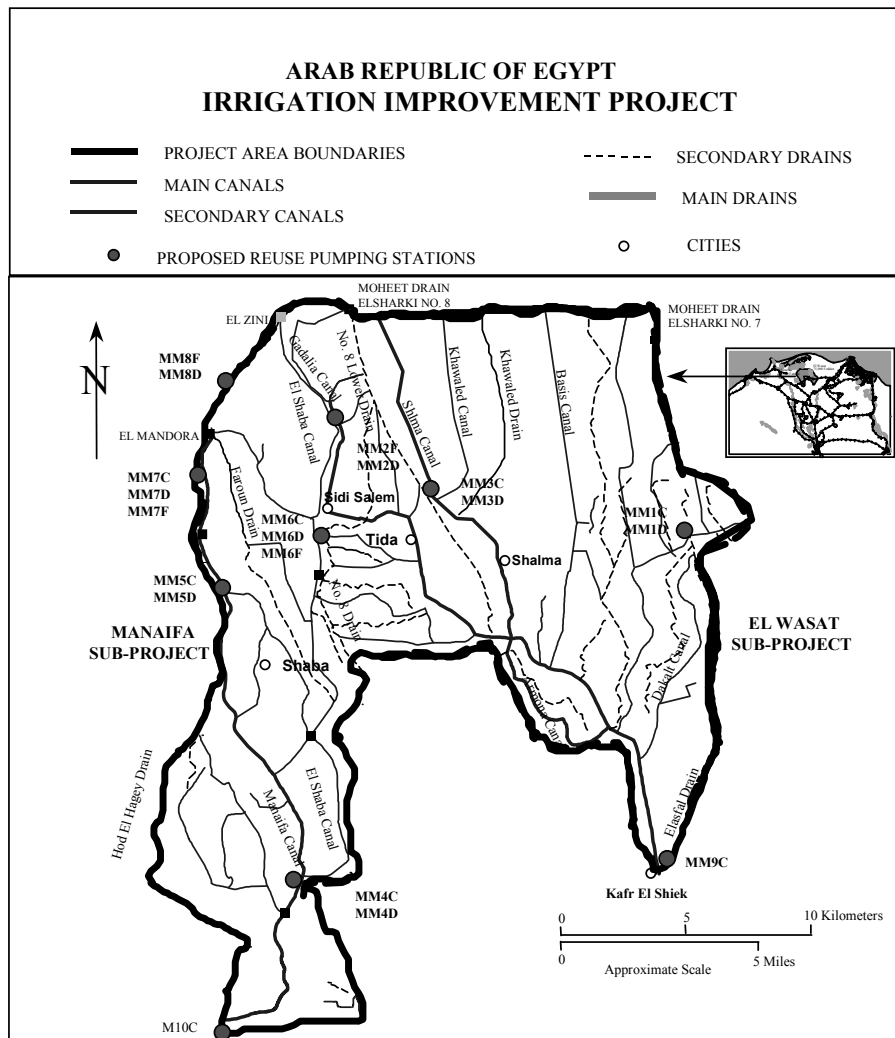 ARAB REPUBLIC OF EGYPT
IRRIGATION IMPROVEMENT PROJECT
PROJECT AREA BOUNDARIES
MAIN CANALS
SECONDARY CANALS
PROPOSED REUSE PUMPING STATIONS
SECONDARY DRAINS
MAIN DRAINS
CITIES
MOHEET DRAIN
ELSHARKI NO. 8
MOHEET DRAIN
ELSHARKI NO. 7
EL ZINI
N
MM8F
MM8D
Gadalia Canal
El Shaba Canal
No. 8 Lower Drain
Shlma Canal
Khawaled Canal
Khawaled Drain
Basis Canal
EL MANDORA
MM2F
MM2D
MM7C
MM7D
MM7F
Faroun Drain
Sidi Salem
MM3C
MM3D
MM6C
MM6D
MM6F
Tida
MM1C
MM1D
Shalma
MM5C
MM5D
No. 8 Drain
MANAIFA
SUB-PROJECT
EL WASAT
SUB-PROJECT
Shaba
Dakalt Canal
Hod El Hagey Drain
Manaifa Canal
El Shaba Canal
Elasfal Drain
MM9C
Kafr El Shiek
MM4C
MM4D
0 5 10 Kilometers
0 5 Miles
Approximate Scale
M10C